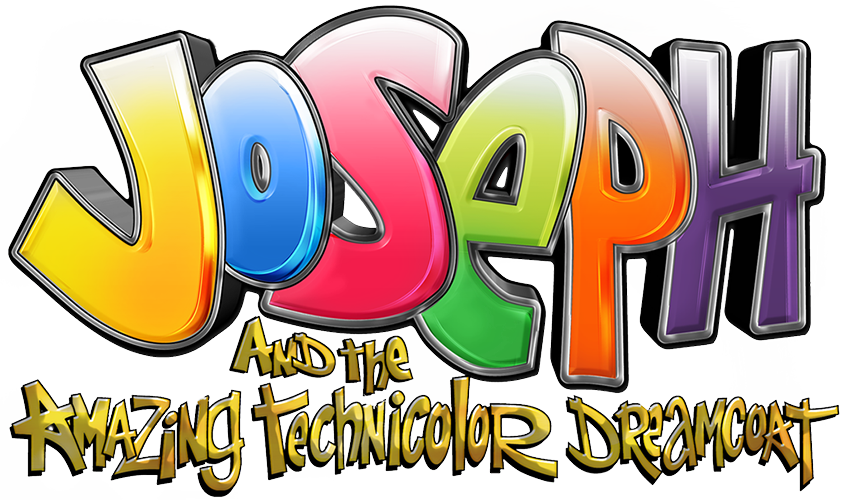 JOSePH
AND the
AMAZiNG TECHNiCOLOR DREAMCOAT